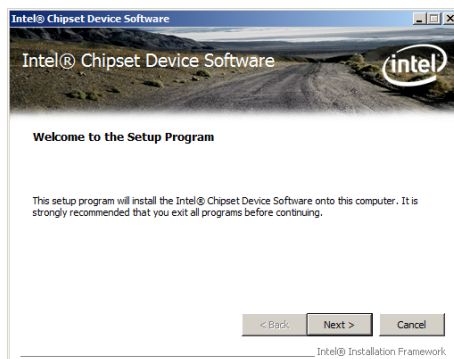 Intel® Chipset Device Software
Intel® Chipset Device Software
intel
Welcome to the Setup Program
This setup program will install the Intel® Chipset Device Software onto this computer. It is
strongly recommended that you exit all programs before continuing.
< Back
Next >
Cancel
Intel® Installation Framework